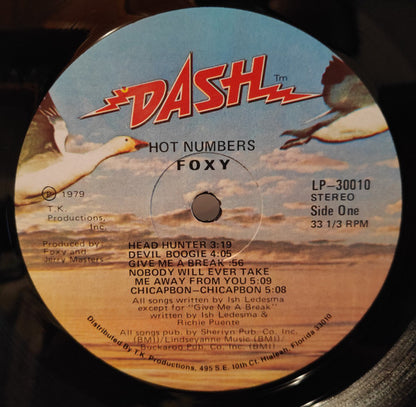 DASH TM
HOT NUMBERS
FOXY
LP-30010
STEREO
Side One
33 1/3 RPM
Ⓟ 1979
T.K.
Productions,
Inc.
Produced by:
Foxy and
Jerry Masters
HEAD HUNTER 3:19
DEVIL BOOGIE 4:05
GIVE ME A BREAK :56
NOBODY WILL EVER TAKE
ME AWAY FROM YOU 5:09
CHICAPBON-CHICAPBON 5:08
All songs written by Ish Ledesma
except for "Give Me A Break"
written by Ish Ledesma &
Richie Puente
All songs pub. by Sherlyn Pub. Co. Inc.
(BMI)/Lindseyanne Music (BMI)/
Buckaroo Pub. Co. Inc. (BMI)
Distributed By T.K. Productions, 495 S.E. 10th Ct. Hialeah, Florida 33010